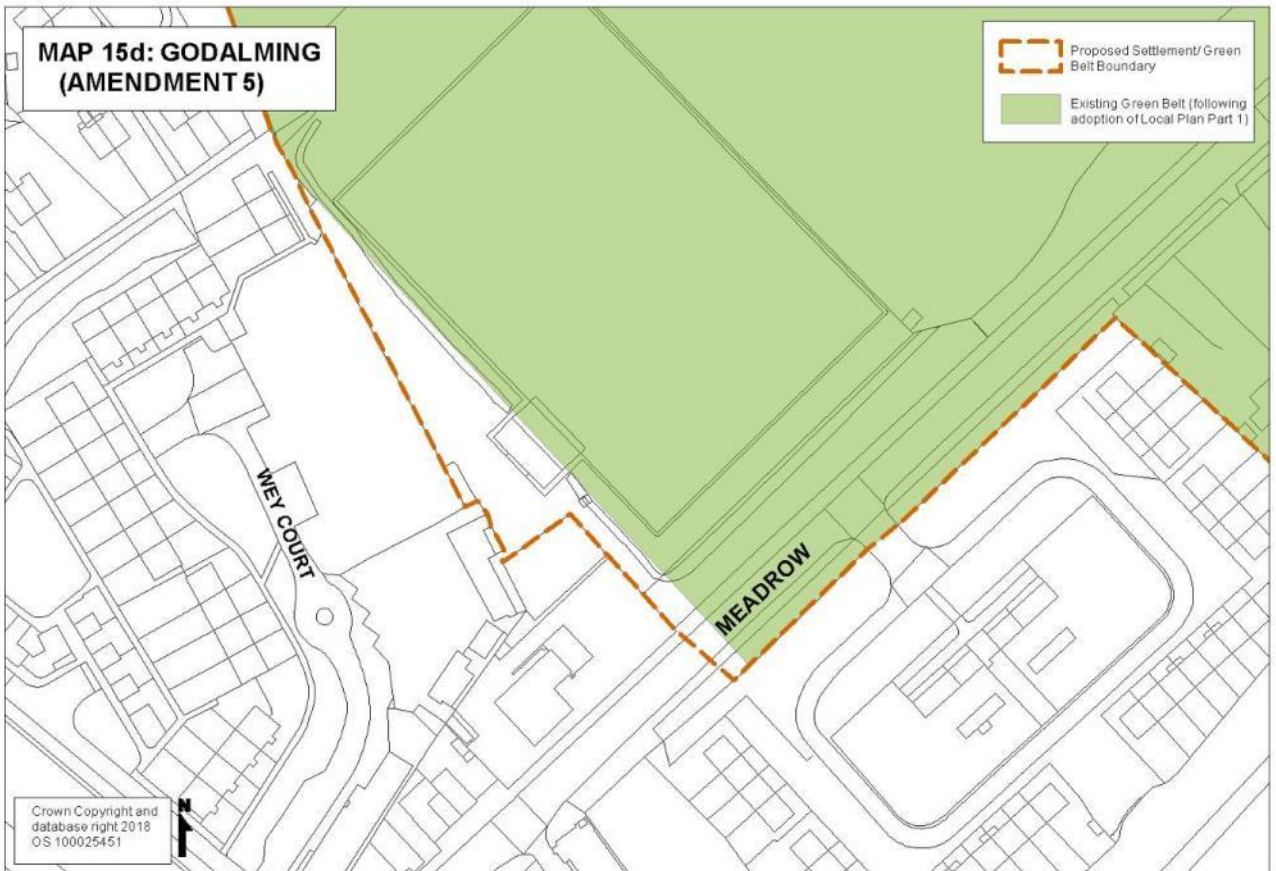 MAP 15d: GODALMING
(AMENDMENT 5)
Proposed Settlement/ Green
Belt Boundary
Existing Green Belt (following
adoption of Local Plan Part 1)
WEY COURT
MEADROW
Crown Copyright and
database right 2018
OS 100025451
N